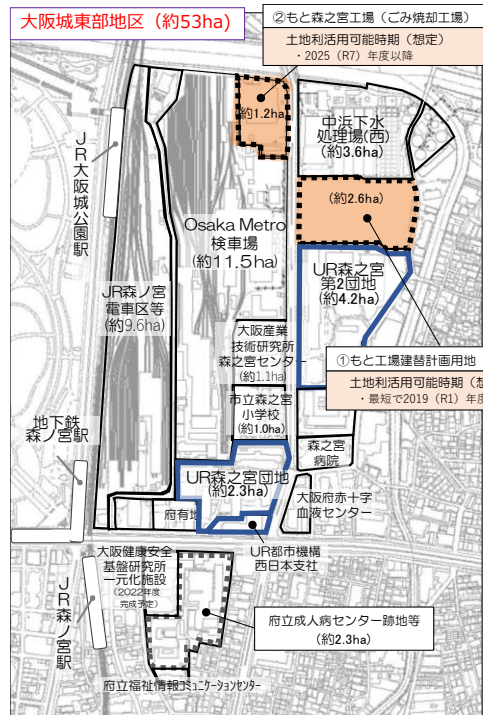 大阪城東部地区（約53ha）
②もと森之宮工場（ごみ焼却工場）
土地利活用可能時期（想定）
・2025（R7）年度以降
約1.2ha
中浜下水
処理場(西)
(約3.6ha)
(約2.6ha)
JR大阪城公園駅
Osaka Metro
検車場
(約11.5ha)
UR森之宮
第2団地
(約4.2ha)
JR森ノ宮
電車区等
(約9.6ha)
大阪産業
技術研究所
森之宮センター
(約1.1ha)
①もと工場建替計画用地
土地利活用可能時期（想
・最短で2019（R1）年度
市立森之宮
小学校
(約1.0ha)
地下鉄
森ノ宮駅
森之宮
病院
UR森之宮団地
(約2.3ha)
大阪府赤十字
血液センター
府有地
UR都市機構
西日本支社
大阪健康安全
基盤研究所
一元化施設
(2022年度
完成予定)
JR森ノ宮駅
府立成人病センター跡地等
(約2.3ha)
府立福祉情報ｺﾐｭﾆｹｰｼｮﾝｾﾝﾀｰ